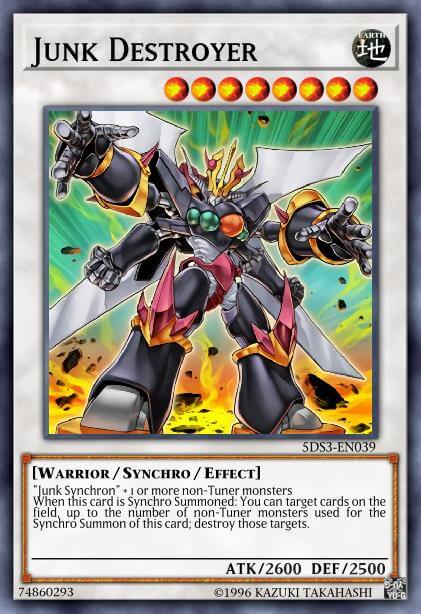 JUNK DESTROYER
EARTH
地
5DS3-EN039
[WARRIOR / SYNCHRO / EFFECT]
"Junk Synchron" + 1 or more non-Tuner monsters
When this card is Synchro Summoned: You can target cards on the
field, up to the number of non-Tuner monsters used for the
Synchro Summon of this card; destroy those targets.
ATK/2600 DEF/2500
74860293
©1996 KAZUKI TAKAHASHI